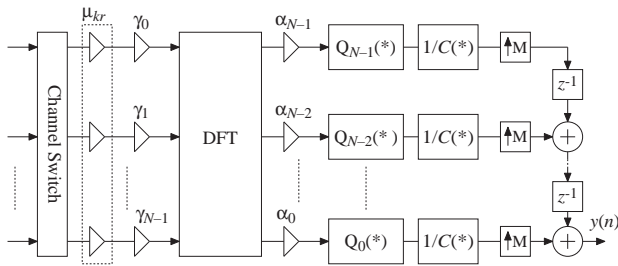 μkr γ0 αN−1 QN−1(*) 1/C(*) ↑M
z-1
Channel Switch γ1 DFT αN−2 QN−2(*) 1/C(*) ↑M +
z-1
γN−1 α0 Q0(*) 1/C(*) ↑M + y(n)